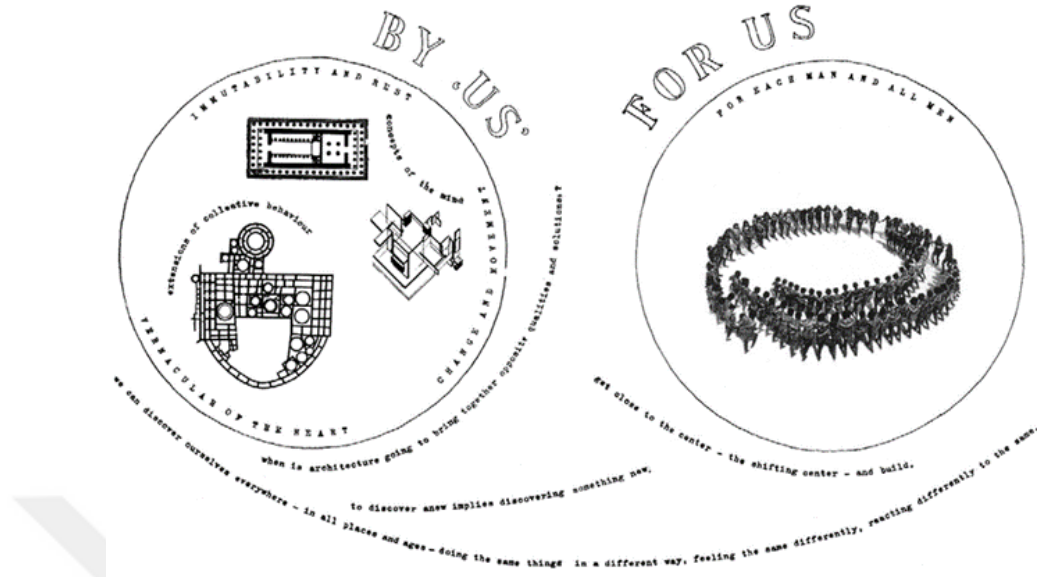 BY ‚US’
FOR US
IMMUTABILITY AND REST
CHANGE AND MOVEMENT
VERNACULAR OF THE HEART
concepts of the mind
extensions of collective behaviour
FOR EACH MAN AND ALL MEN
when is architecture going to bring together opposite qualities and solutions.?
get close to the center - the shifting center - and build.
to discover anew implies discovering something new,
we can discover ourselves everywhere - in all places and ages - doing the same things in a different way, feeling the same differently, reacting differently to the same.